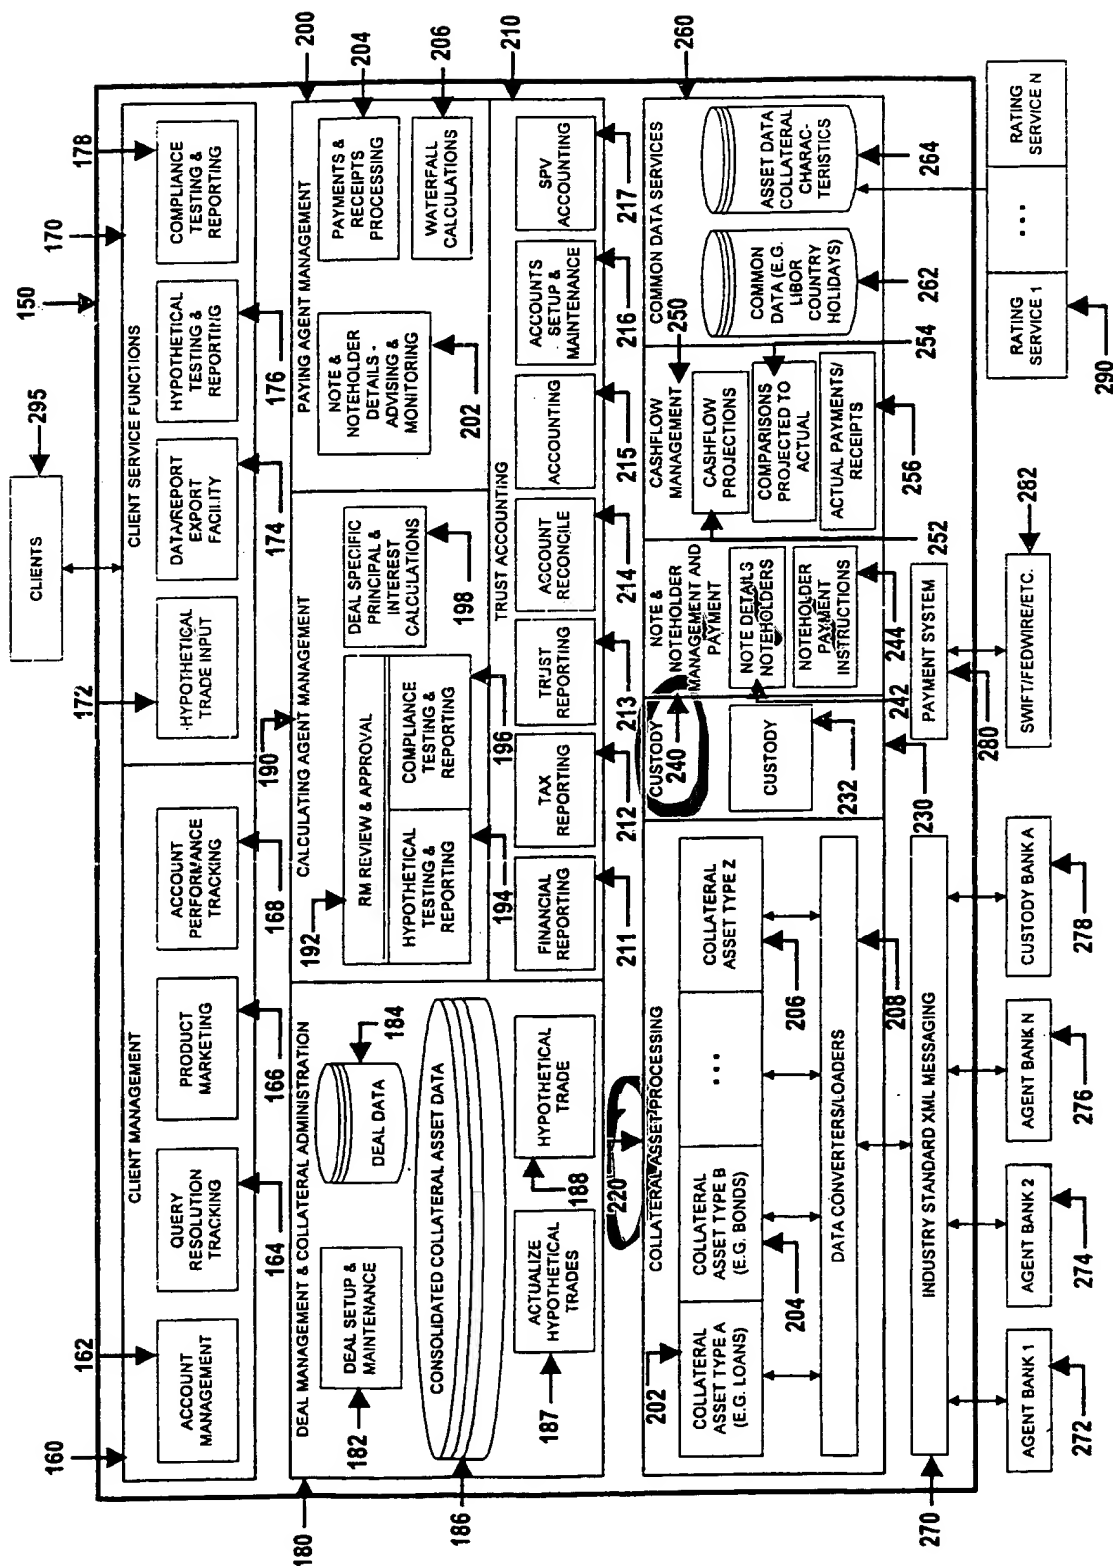 295
CLIENTS
150
170
178
172
174
176
CLIENT SERVICE FUNCTIONS
HYPOTHETICAL
TRADE INPUT
DATA/REPORT
EXPORT
FACILITY
HYPOTHETICAL
TESTING &
REPORTING
COMPLIANCE
TESTING &
REPORTING
160
162
CLIENT MANAGEMENT
ACCOUNT
MANAGEMENT
QUERY
RESOLUTION
TRACKING
PRODUCT
MARKETING
ACCOUNT
PERFORMANCE
TRACKING
164
166
168
180
DEAL MANAGEMENT & COLLATERAL ADMINISTRATION
DEAL SETUP &
MAINTENANCE
182
DEAL DATA
184
CONSOLIDATED COLLATERAL ASSET DATA
186
ACTUALIZE
HYPOTHETICAL
TRADES
187
HYPOTHETICAL
TRADE
188
190
CALCULATING AGENT MANAGEMENT
192
RM REVIEW & APPROVAL
HYPOTHETICAL
TESTING &
REPORTING
COMPLIANCE
TESTING &
REPORTING
194
196
DEAL SPECIFIC
PRINCIPAL &
INTEREST
CALCULATIONS
198
200
PAYING AGENT MANAGEMENT
NOTE &
NOTEHOLDER
DETAILS -
ADVISING &
MONITORING
202
PAYMENTS &
RECEIPTS
PROCESSING
204
WATERFALL
CALCULATIONS
206
210
TRUST ACCOUNTING
FINANCIAL
REPORTING
TAX
REPORTING
TRUST
REPORTING
ACCOUNT
RECONCILE
ACCOUNTING
ACCOUNTS
SETUP &
MAINTENANCE
SPV
ACCOUNTING
211
212
213
214
215
216
217
220
COLLATERAL ASSET PROCESSING
202
COLLATERAL
ASSET TYPE A
(E.G. LOANS)
COLLATERAL
ASSET TYPE B
(E.G. BONDS)
...
COLLATERAL
ASSET TYPE Z
204
206
DATA CONVERTERS/LOADERS
208
CUSTODY
240
CUSTODY
232
230
NOTE &
NOTEHOLDER
MANAGEMENT AND
PAYMENT
NOTE DETAILS
NOTEHOLDERS
NOTEHOLDER
PAYMENT
INSTRUCTIONS
242
244
CASHFLOW
MANAGEMENT
250
CASHFLOW
PROJECTIONS
COMPARISONS
PROJECTED TO
ACTUAL
ACTUAL PAYMENTS/
RECEIPTS
252
254
256
260
COMMON DATA SERVICES
COMMON
DATA (E.G.
LIBOR
COUNTRY
HOLIDAYS)
ASSET DATA
COLLATERAL
CHARAC-
TERISTICS
262
264
270
INDUSTRY STANDARD XML MESSAGING
PAYMENT SYSTEM
280
AGENT BANK 1
AGENT BANK 2
AGENT BANK N
CUSTODY BANK A
272
274
276
278
SWIFT/FEDWIRE/ETC.
282
RATING
SERVICE 1
...
RATING
SERVICE N
290